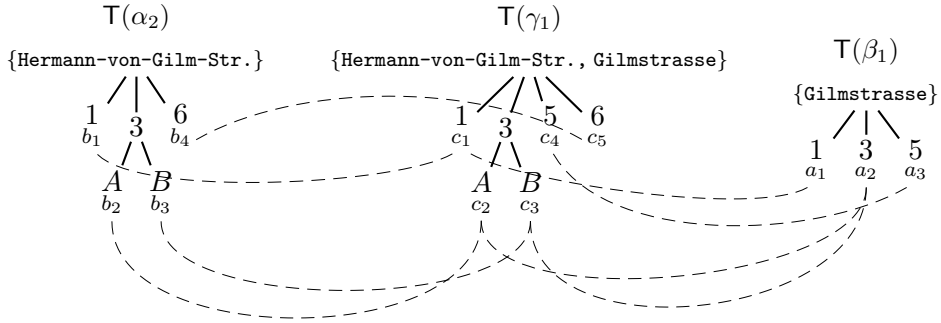 T(α₂) T(γ₁)
T(β₁)
{Hermann-von-Gilm-Str.} {Hermann-von-Gilm-Str., Gilmstrasse}
{Gilmstrasse}
1 3 6 1 3 5 6
b₁ b₄ c₁ c₄ c₅
1 3 5
a₁ a₂ a₃
A B A B
b₂ b₃ c₂ c₃